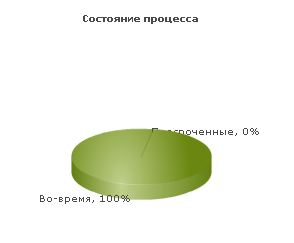 Состояние процесса
Просроченные, 0%
Во-время, 100%